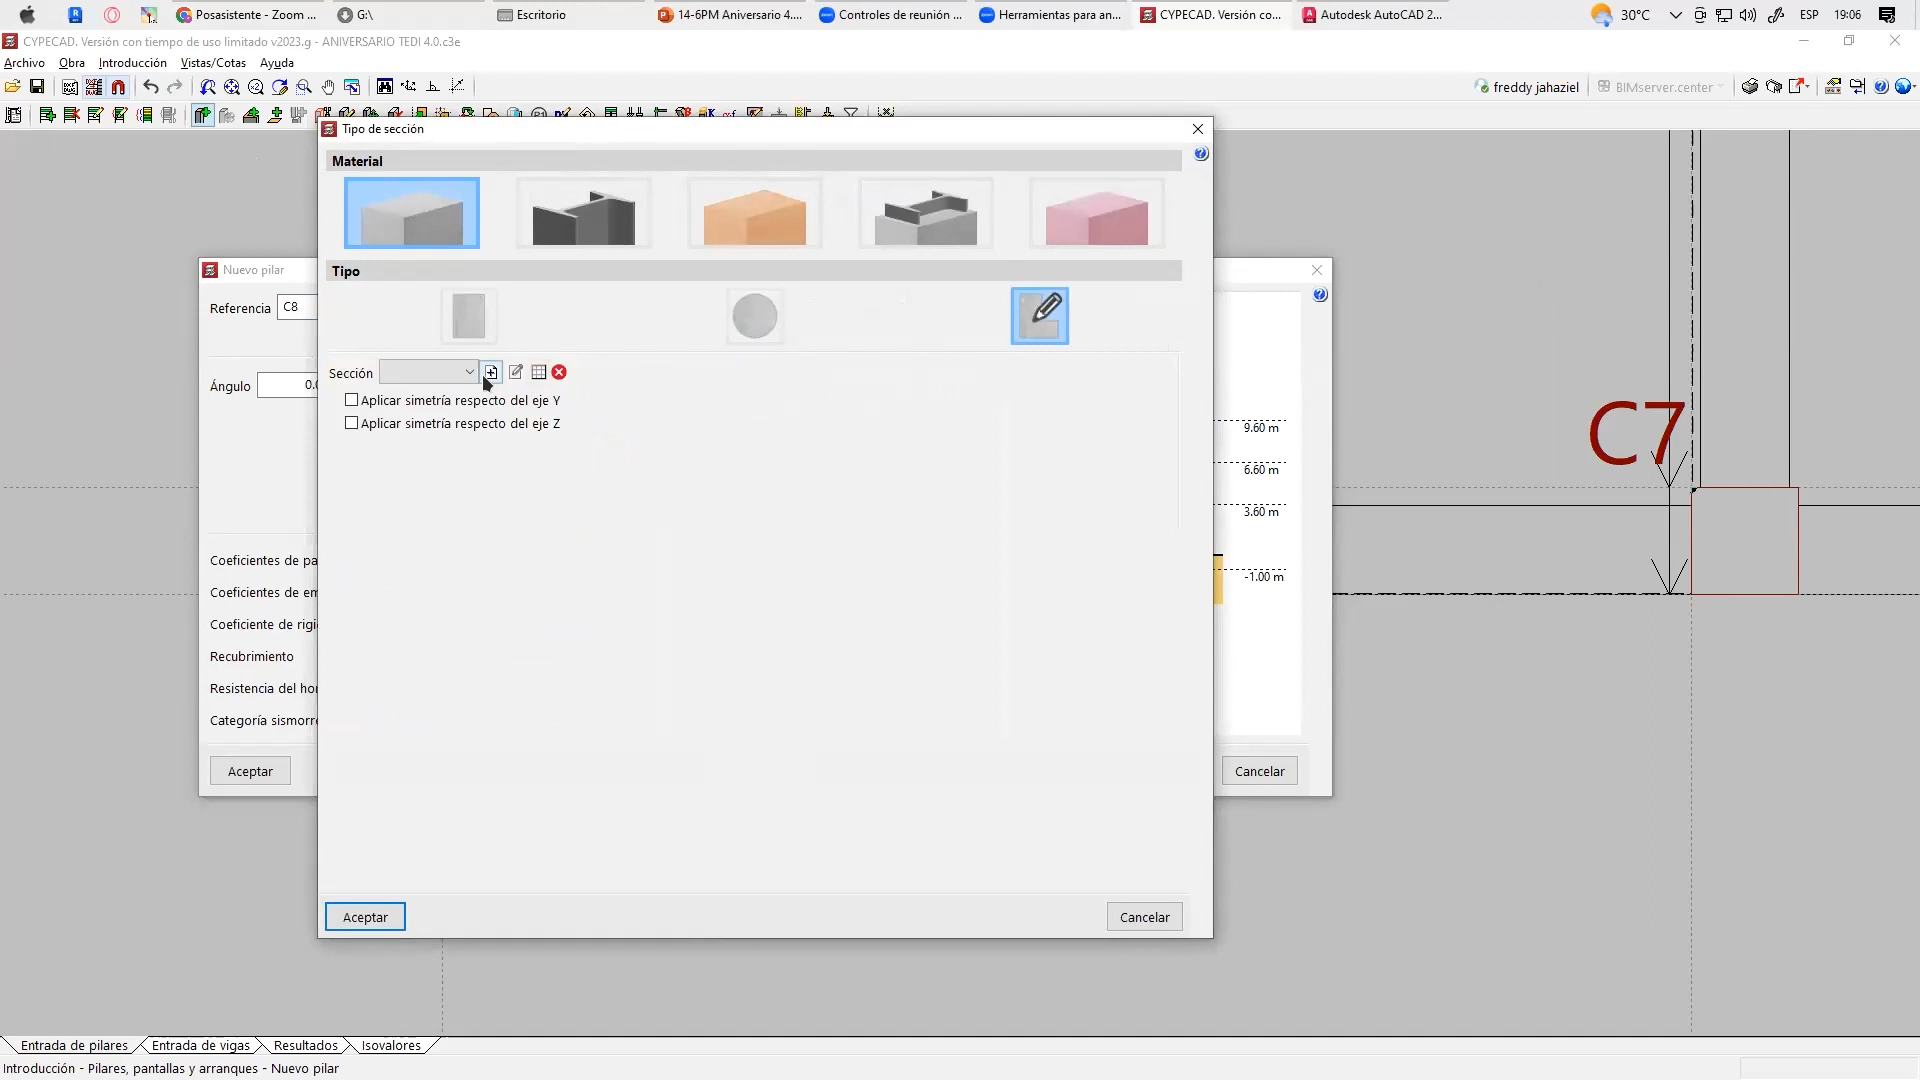 Posasistente - Zoom ...
G:\
Escritorio
14-6PM Aniversario 4....
Controles de reunión ...
Herramientas para an...
CYPECAD. Versión co...
Autodesk AutoCAD 2...
30°C
ESP
19:06
CYPECAD. Versión con tiempo de uso limitado v2023.g - ANIVERSARIO TEDI 4.0.c3e
Archivo
Obra
Introducción
Vistas/Cotas
Ayuda
freddy jahaziel
BIMserver.center
Tipo de sección
Material
Tipo
Nuevo pilar
Referencia
C8
Sección
Ángulo
0.0
Aplicar simetría respecto del eje Y
Aplicar simetría respecto del eje Z
9.60 m
6.60 m
3.60 m
-1.00 m
C7
Coeficientes de pa
Coeficientes de em
Coeficiente de rigi
Recubrimiento
Resistencia del hor
Categoría sismorre
Aceptar
Cancelar
Aceptar
Cancelar
Entrada de pilares
Entrada de vigas
Resultados
Isovalores
Introducción - Pilares, pantallas y arranques - Nuevo pilar